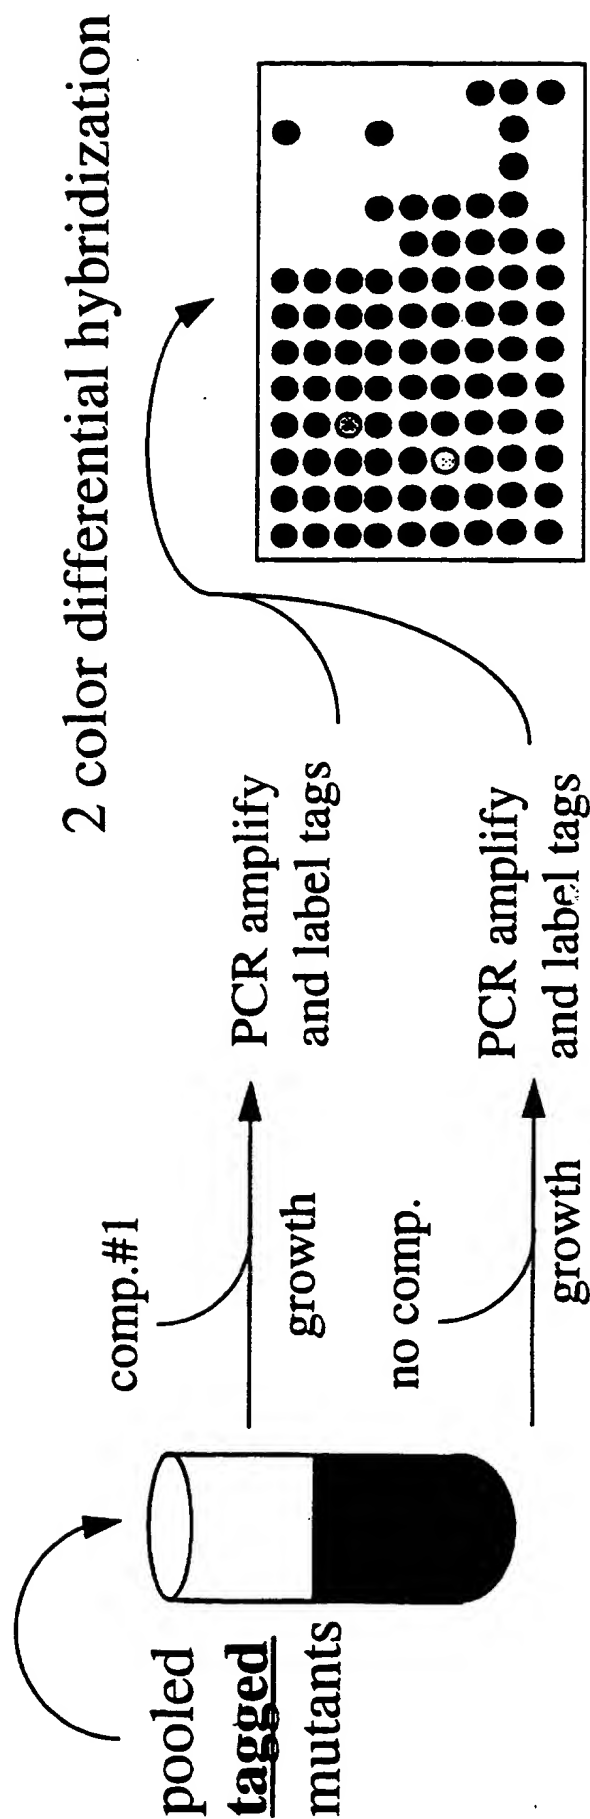 pooled
tagged
mutants
comp.#1
growth
no comp.
growth
PCR amplify
and label tags
PCR amplify
and label tags
2 color differential hybridization